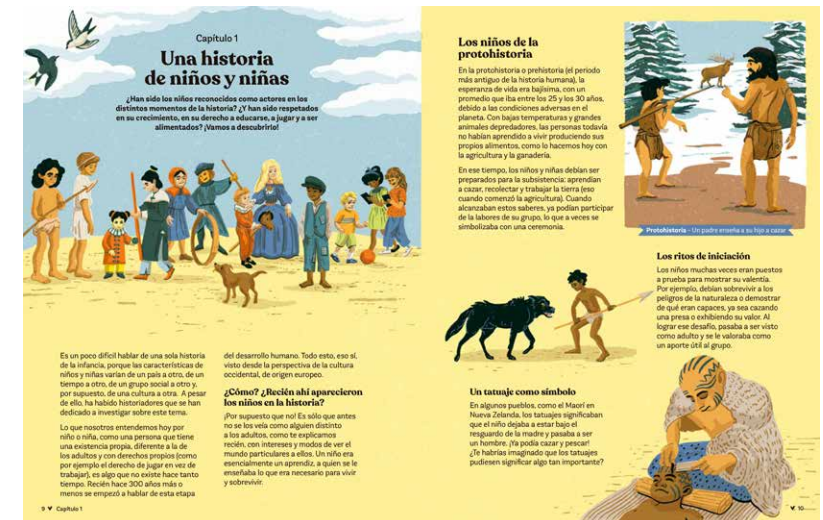 Capítulo 1
Una historia
de niños y niñas
¿Han sido los niños reconocidos como actores en los
distintos momentos de la historia? ¿Y han sido respetados
en su crecimiento, en su derecho a educarse, a jugar y a ser
alimentados? ¡Vamos a descubrirlo!
Es un poco difícil hablar de una sola historia
de la infancia, porque las características de
niños y niñas varían de un país a otro, de un
tiempo a otro, de un grupo social a otro y,
por supuesto, de una cultura a otra. A pesar
de ello, ha habido historiadores que se han
dedicado a investigar sobre este tema.
Lo que nosotros entendemos hoy por
niño o niña, como una persona que tiene
una existencia propia, diferente a la de
los adultos y con derechos propios (como
por ejemplo el derecho de jugar en vez de
trabajar), es algo que no existe hace tanto
tiempo. Recién hace 300 años más o
menos se empezó a hablar de esta etapa
del desarrollo humano. Todo esto, eso sí,
visto desde la perspectiva de la cultura
occidental, de origen europeo.
¿Cómo? ¿Recién ahí aparecieron
los niños en la historia?
¡Por supuesto que no! Es sólo que antes
no se los veía como alguien distinto
a los adultos, como te explicamos
recién, con intereses y modos de ver el
mundo particulares a ellos. Un niño era
esencialmente un aprendiz, a quien se le
enseñaba lo que era necesario para vivir
y sobrevivir.
9 Capítulo 1
Los niños de la
protohistoria
En la protohistoria o prehistoria (el periodo
más antiguo de la historia humana), la
esperanza de vida era bajísima, con un
promedio que iba entre los 25 y los 30 años,
debido a las condiciones adversas en el
planeta. Con bajas temperaturas y grandes
animales depredadores, las personas todavía
no habían aprendido a vivir produciendo sus
propios alimentos, como lo hacemos hoy con
la agricultura y la ganadería.
En ese tiempo, los niños y niñas debían ser
preparados para la subsistencia: aprendían
a cazar, recolectar y trabajar la tierra (eso
cuando comenzó la agricultura). Cuando
alcanzaban estos saberes, ya podían participar
de la labores de su grupo, lo que a veces se
simbolizaba con una ceremonia.
Protohistoria - Un padre enseña a su hijo a cazar
Los ritos de iniciación
Los niños muchas veces eran puestos
a prueba para mostrar su valentía.
Por ejemplo, debían sobrevivir a los
peligros de la naturaleza o demostrar
de qué eran capaces, ya sea cazando
una presa o exhibiendo su valor. Al
lograr ese desafío, pasaba a ser visto
como adulto y se le valoraba como
un aporte útil al grupo.
Un tatuaje como símbolo
En algunos pueblos, como el Maorí en
Nueva Zelanda, los tatuajes significaban
que el niño dejaba a estar bajo el
resguardo de la madre y pasaba a ser
un hombre. ¡Ya podía cazar y pescar!
¿Te habrías imaginado que los tatuajes
pudiesen significar algo tan importante?
10